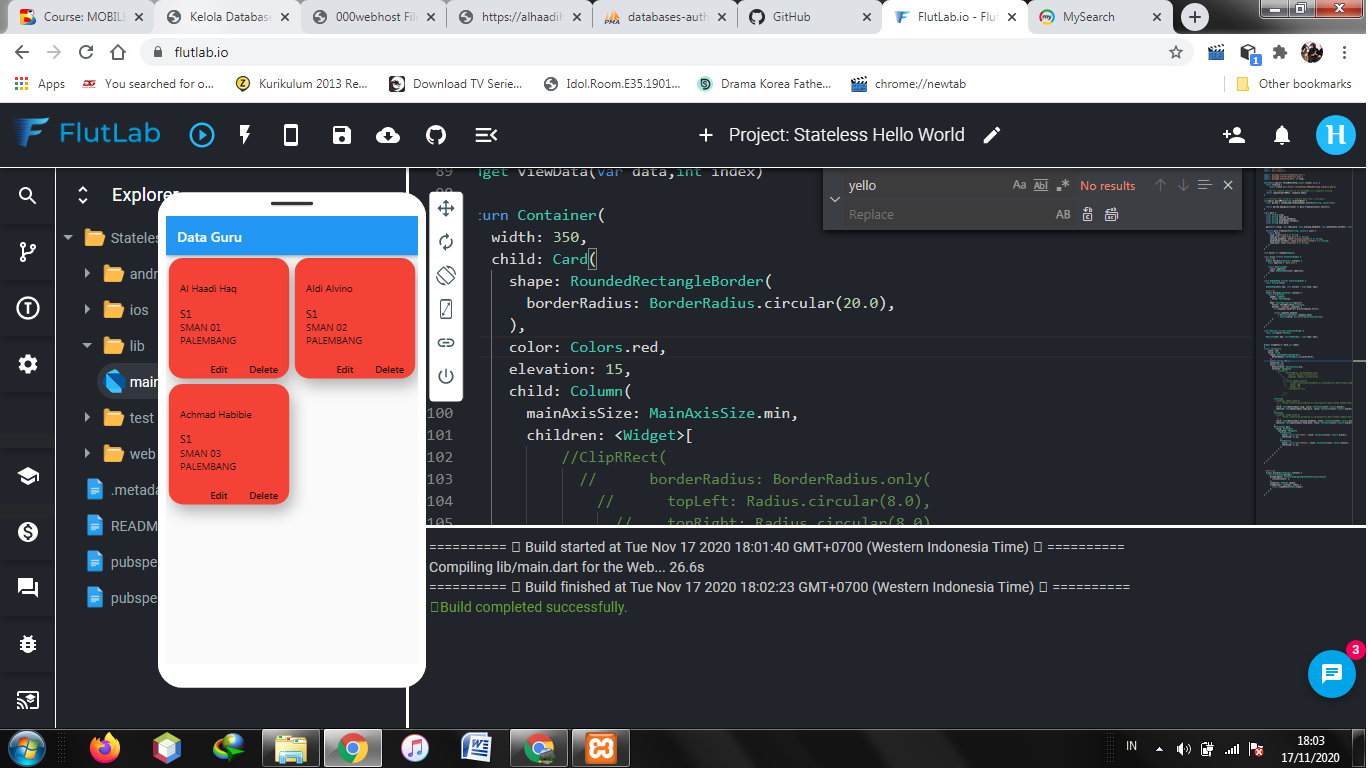 Course: MOBILE
Kelola Database
000webhost File
https://alhaadih
databases-auth
GitHub
FlutLab.io - Flut
MySearch
flutlab.io
Apps
You searched for o...
Kurikulum 2013 Re...
Download TV Serie...
Idol.Room.E35.1901...
Drama Korea Fathe...
chrome://newtab
Other bookmarks
FlutLab
Project: Stateless Hello World
H
Explorer
Stateles
andr
ios
lib
main
test
web
.metada
README
pubspe
pubspe
Data Guru
Al Haadi Haq
S1
SMAN 01
PALEMBANG
Edit Delete
Aldi Alvino
S1
SMAN 02
PALEMBANG
Edit Delete
Achmad Habibie
S1
SMAN 03
PALEMBANG
Edit Delete
89 dget viewData(var data,int index)
urn Container(
width: 350,
child: Card(
shape: RoundedRectangleBorder(
borderRadius: BorderRadius.circular(20.0),
),
color: Colors.red,
elevation: 15,
child: Column(
100 mainAxisSize: MainAxisSize.min,
101 children: <Widget>[
102 //ClipRRect(
103 // borderRadius: BorderRadius.only(
104 // topLeft: Radius.circular(8.0),
105 // topRight: Radius.circular(8.0)
yello
Aa Abl .*
No results
Replace
AB
========== Build started at Tue Nov 17 2020 18:01:40 GMT+0700 (Western Indonesia Time) ==========
Compiling lib/main.dart for the Web... 26.6s
========== Build finished at Tue Nov 17 2020 18:02:23 GMT+0700 (Western Indonesia Time) ==========
Build completed successfully.
3
IN
18:03
17/11/2020